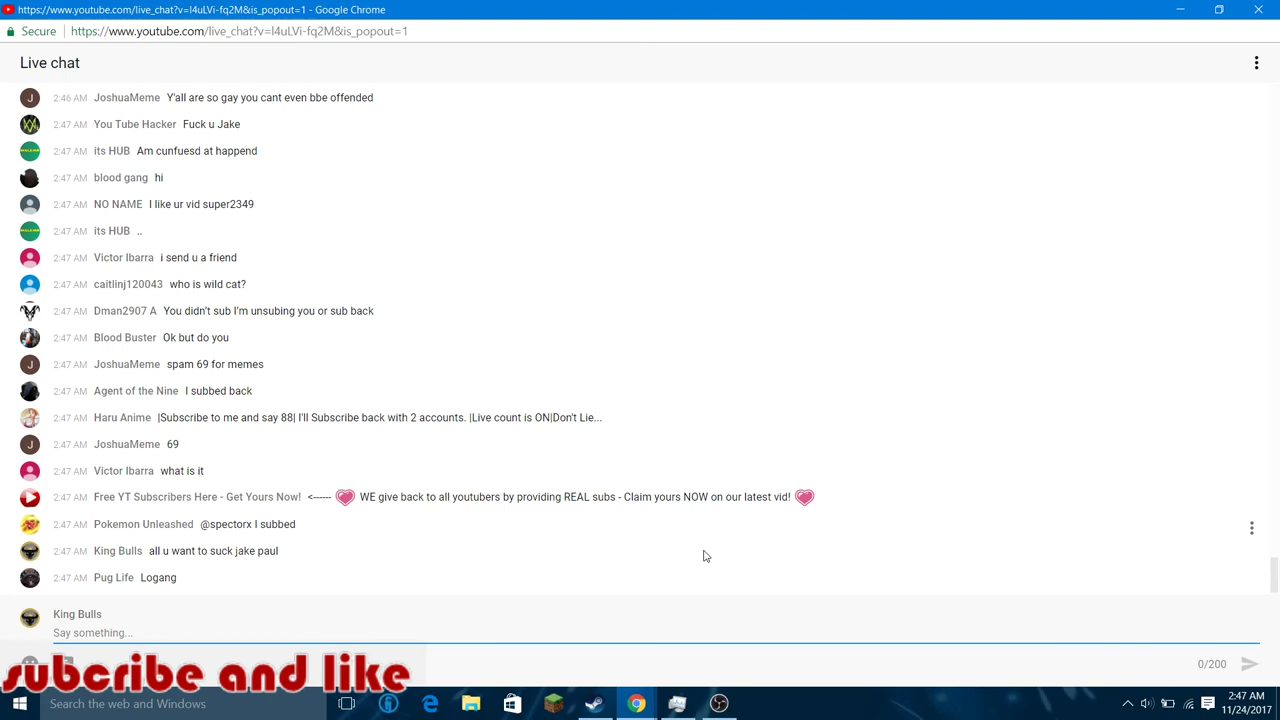 https://www.youtube.com/live_chat?v=l4uLVi-fq2M&is_popout=1 - Google Chrome
Secure https://www.youtube.com/live_chat?v=l4uLVi-fq2M&is_popout=1
Live chat
J 2:46 AM JoshuaMeme Y'all are so gay you cant even bbe offended
2:47 AM You Tube Hacker Fuck u Jake
2:47 AM its HUB Am cunfuesd at happend
2:47 AM blood gang hi
2:47 AM NO NAME I like ur vid super2349
2:47 AM its HUB ..
2:47 AM Victor Ibarra i send u a friend
2:47 AM caitlinj120043 who is wild cat?
2:47 AM Dman2907 A You didn't sub I'm unsubing you or sub back
2:47 AM Blood Buster Ok but do you
J 2:47 AM JoshuaMeme spam 69 for memes
2:47 AM Agent of the Nine I subbed back
2:47 AM Haru Anime |Subscribe to me and say 88| I'll Subscribe back with 2 accounts. |Live count is ON|Don't Lie...
J 2:47 AM JoshuaMeme 69
2:47 AM Victor Ibarra what is it
2:47 AM Free YT Subscribers Here - Get Yours Now! <------ 💗 WE give back to all youtubers by providing REAL subs - Claim yours NOW on our latest vid! 💗
2:47 AM Pokemon Unleashed @spectorx I subbed
2:47 AM King Bulls all u want to suck jake paul
2:47 AM Pug Life Logang
King Bulls
Say something...
0/200
subcribe and like
Search the web and Windows
2:47 AM
11/24/2017